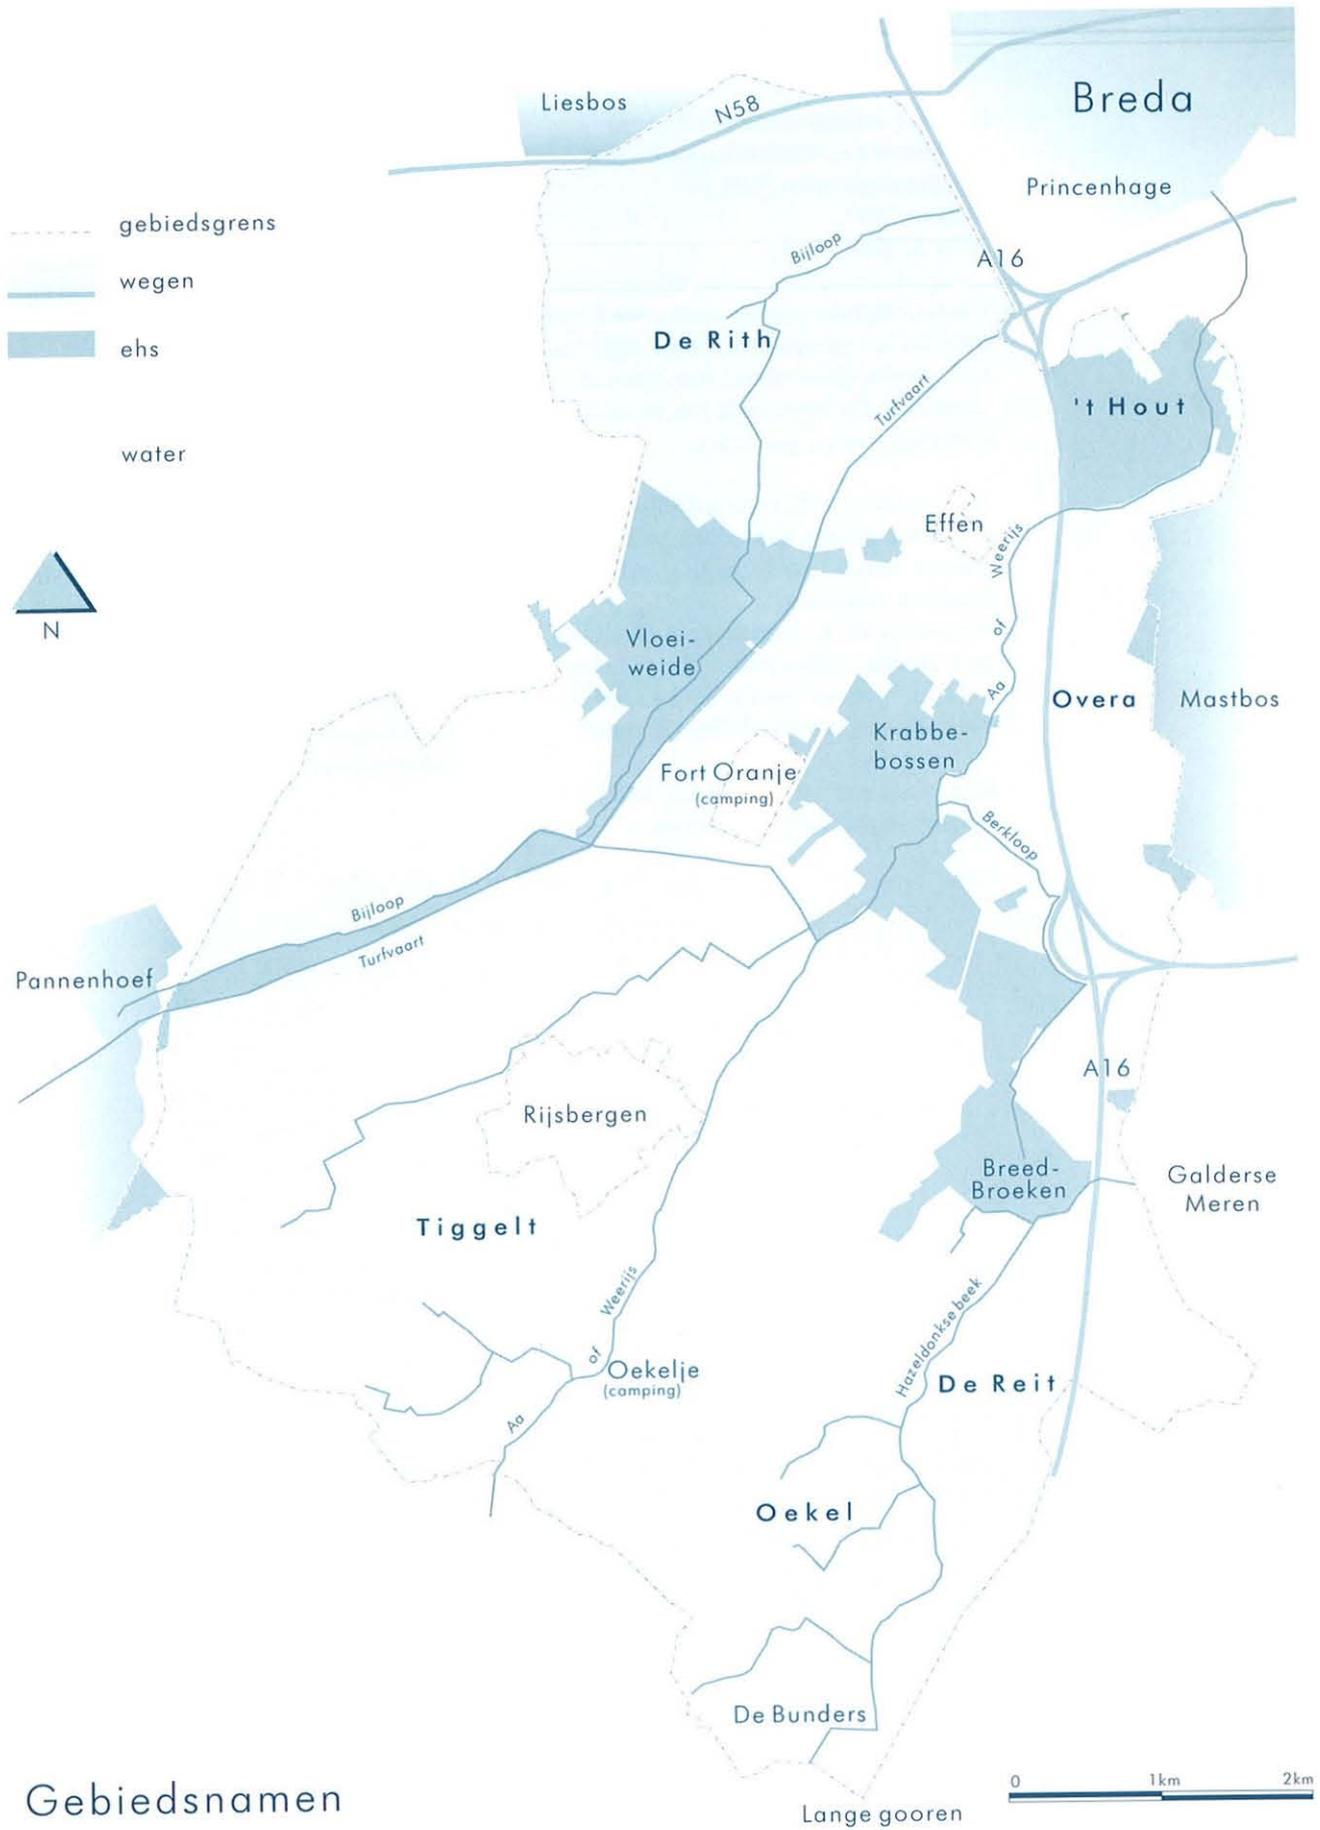 Breda
Liesbos
N58
Princenhage
gebiedsgrens
Bijloop
A16
wegen
De Rith
ehs
Turfvaart
't Hout
water
Effen
Weerijs
of
Aa
N
Vloei-
weide
Overa
Mastbos
Krabbe-
bossen
Fort Oranje
(camping)
Berkloop
Bijloop
Turfvaart
Pannenhoef
A16
Rijsbergen
Breed-
Broeken
Galderse
Meren
Tiggelt
Weerijs
of
Aa
Hazeldonkse beek
Oekelje
(camping)
De Reit
Oekel
De Bunders
Gebiedsnamen
0 1km 2km
Lange gooren